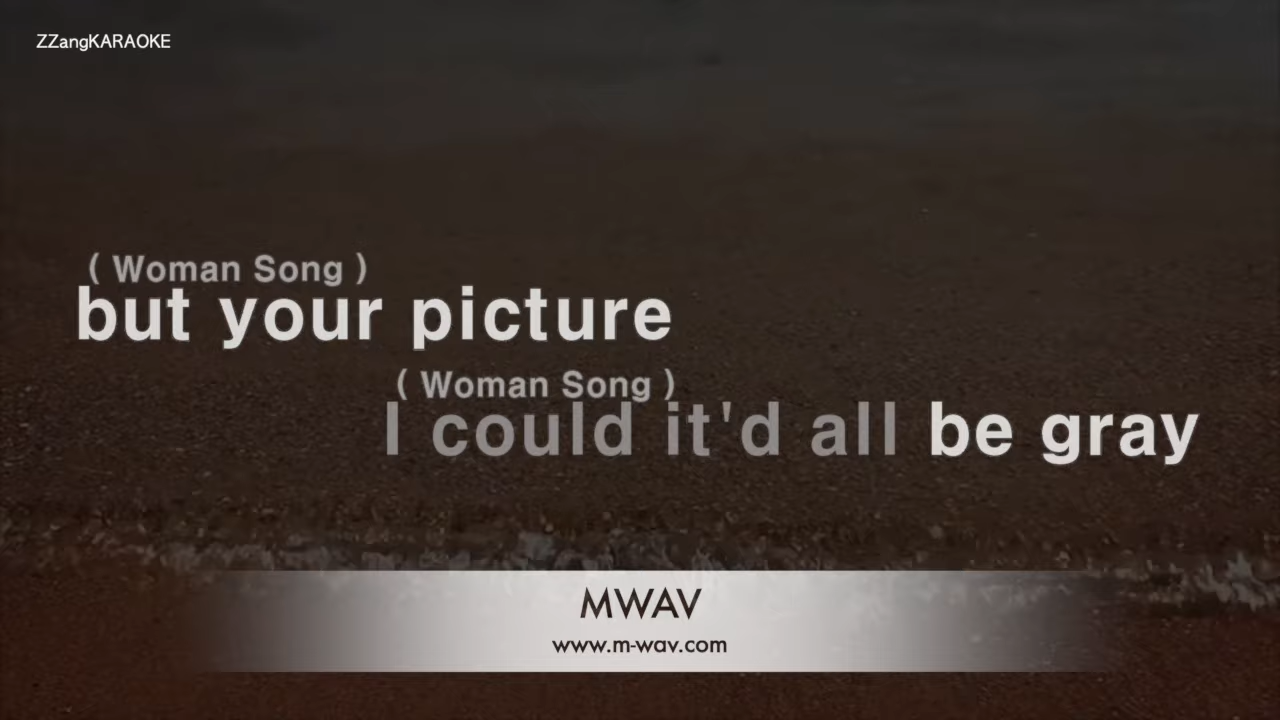 ZZangKARAOKE
( Woman Song )
but your picture
( Woman Song )
I could it'd all be gray
MWAV
www.m-wav.com